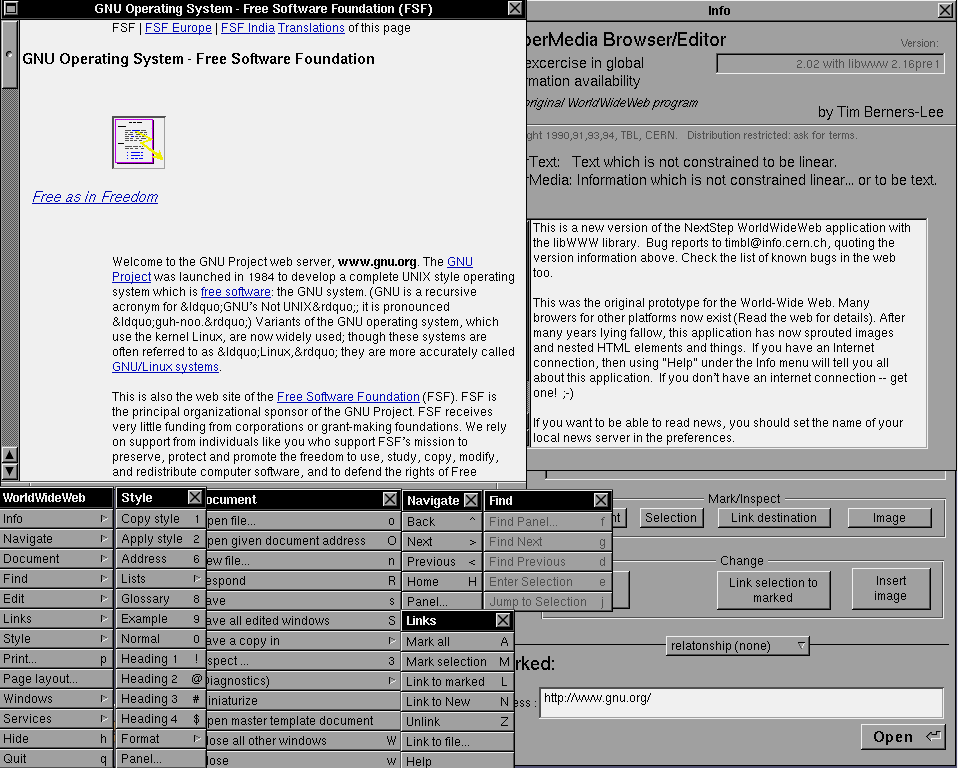 GNU Operating System - Free Software Foundation (FSF)
FSF | FSF Europe | FSF India Translations of this page
GNU Operating System - Free Software Foundation
Free as in Freedom
Welcome to the GNU Project web server, www.gnu.org. The GNU
Project was launched in 1984 to develop a complete UNIX style operating
system which is free software: the GNU system. (GNU is a recursive
acronym for &ldquo;GNU's Not UNIX&rdquo;; it is pronounced
&ldquo;guh-noo.&rdquo;) Variants of the GNU operating system, which
use the kernel Linux, are now widely used; though these systems are
often referred to as &ldquo;Linux,&rdquo; they are more accurately called
GNU/Linux systems.
This is also the web site of the Free Software Foundation (FSF). FSF is
the principal organizational sponsor of the GNU Project. FSF receives
very little funding from corporations or grant-making foundations. We rely
on support from individuals like you who support FSF's mission to
preserve, protect and promote the freedom to use, study, copy, modify,
and redistribute computer software, and to defend the rights of Free
Info
perMedia Browser/Editor
Version:
excercise in global
2.02 with libwww 2.16pre1
mation availability
original WorldWideWeb program
by Tim Berners-Lee
ght 1990,91,93,94, TBL, CERN. Distribution restricted: ask for terms.
rText: Text which is not constrained to be linear.
rMedia: Information which is not constrained linear... or to be text.
This is a new version of the NextStep WorldWideWeb application with
the libWWW library. Bug reports to timbl@info.cern.ch, quoting the
version information above. Check the list of known bugs in the web
too.
This was the original prototype for the World-Wide Web. Many
browers for other platforms now exist (Read the web for details). After
many years lying fallow, this application has now sprouted images
and nested HTML elements and things. If you have an Internet
connection, then using "Help" under the Info menu will tell you all
about this application. If you don't have an internet connection -- get
one! ;-)
If you want to be able to read news, you should set the name of your
local news server in the preferences.
WorldWideWeb
Info
Navigate
Document
Find
Edit
Links
Style
Print... p
Page layout...
Windows
Services
Hide h
Quit q
Style
Copy style 1
Apply style 2
Address 6
Lists
Glossary 8
Example 9
Normal 0
Heading 1 !
Heading 2 @
Heading 3 #
Heading 4 $
Format
Panel...
ocument
pen file... o
pen given document address O
ew file... n
espond R
ave s
ave all edited windows S
ave a copy in
spect ... 3
iagnostics)
iniaturize
pen master template document
lose all other windows W
lose w
Navigate
Back ^
Next >
Previous <
Home H
Panel...
Find
Find Panel... f
Find Next g
Find Previous d
Enter Selection e
Jump to Selection j
Links
Mark all A
Mark selection M
Link to marked L
Link to New N
Unlink Z
Link to file...
Help
Mark/Inspect
nt
Selection
Link destination
Image
Change
Link selection to
marked
Insert
image
relatonship (none)
rked:
ess :
http://www.gnu.org/
Open